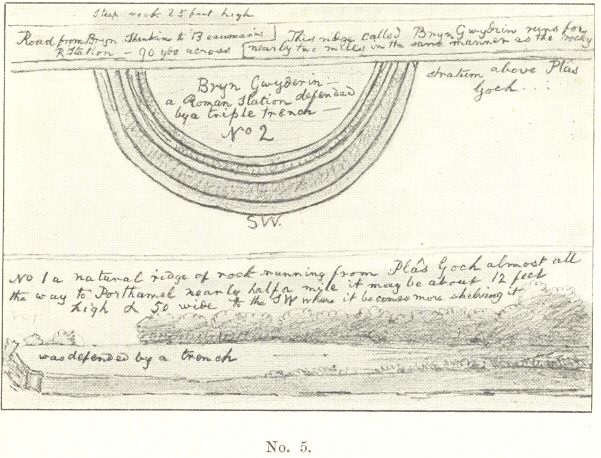 Steep rock 25 feet high
Road from Bryn Shenkin to Beaumaris
R Station — 90 yds across
This ridge called Bryn Gwydrin runs for
nearly two miles in the same manner as the rocky
stratum above Plâs
Goch...
Bryn Gwyderin —
a Roman Station defended
by a triple trench —
No 2
SW.
No 1 a natural ridge of rock running from Plâs Goch almost all
the way to Porthamel nearly half a mile it may be about 12 feet
high & 50 wide to the SW where it becomes more shelving it
was defended by a trench
No. 5.